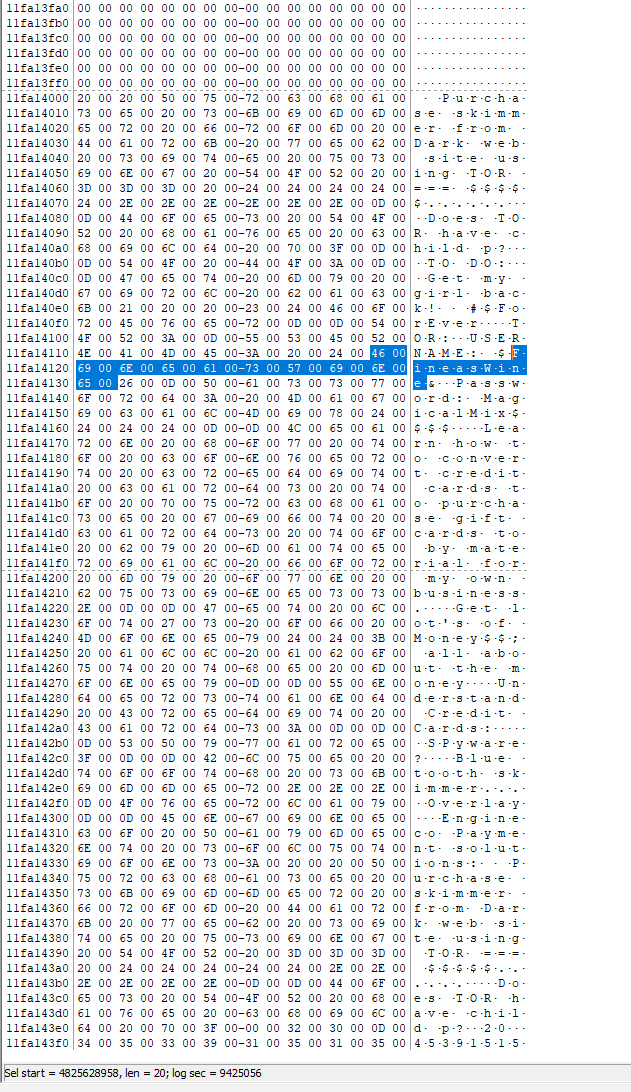 11fa13fa0 00 00 00 00 00 00 00 00-00 00 00 00 00 00 00 00 ················
11fa13fb0 00 00 00 00 00 00 00 00-00 00 00 00 00 00 00 00 ················
11fa13fc0 00 00 00 00 00 00 00 00-00 00 00 00 00 00 00 00 ················
11fa13fd0 00 00 00 00 00 00 00 00-00 00 00 00 00 00 00 00 ················
11fa13fe0 00 00 00 00 00 00 00 00-00 00 00 00 00 00 00 00 ················
11fa13ff0 00 00 00 00 00 00 00 00-00 00 00 00 00 00 00 00 ················
11fa14000 20 00 20 00 50 00 75 00-72 00 63 00 68 00 61 00  · ·P·u·r·c·h·a·
11fa14010 73 00 65 00 20 00 73 00-6B 00 69 00 6D 00 6D 00 s·e· ·s·k·i·m·m·
11fa14020 65 00 72 00 20 00 66 00-72 00 6F 00 6D 00 20 00 e·r· ·f·r·o·m· ·
11fa14030 44 00 61 00 72 00 6B 00-20 00 77 00 65 00 62 00 D·a·r·k· ·w·e·b·
11fa14040 20 00 73 00 69 00 74 00-65 00 20 00 75 00 73 00  ·s·i·t·e· ·u·s·
11fa14050 69 00 6E 00 67 00 20 00-54 00 4F 00 52 00 20 00 i·n·g· ·T·O·R· ·
11fa14060 3D 00 3D 00 3D 00 20 00-24 00 24 00 24 00 24 00 =·=·=· ·$·$·$·$·
11fa14070 24 00 2E 00 2E 00 2E 00-2E 00 2E 00 2E 00 0D 00 $·.·.·.·.·.·.···
11fa14080 0D 00 44 00 6F 00 65 00-73 00 20 00 54 00 4F 00 ··D·o·e·s· ·T·O·
11fa14090 52 00 20 00 68 00 61 00-76 00 65 00 20 00 63 00 R· ·h·a·v·e· ·c·
11fa140a0 68 00 69 00 6C 00 64 00-20 00 70 00 3F 00 0D 00 h·i·l·d· ·p·?···
11fa140b0 0D 00 54 00 4F 00 20 00-44 00 4F 00 3A 00 0D 00 ··T·O· ·D·O·:···
11fa140c0 0D 00 47 00 65 00 74 00-20 00 6D 00 79 00 20 00 ··G·e·t· ·m·y· ·
11fa140d0 67 00 69 00 72 00 6C 00-20 00 62 00 61 00 63 00 g·i·r·l· ·b·a·c·
11fa140e0 6B 00 21 00 20 00 20 00-23 00 24 00 46 00 6F 00 k·!· · ·#·$·F·o·
11fa140f0 72 00 45 00 76 00 65 00-72 00 0D 00 0D 00 54 00 r·E·v·e·r·····T·
11fa14100 4F 00 52 00 3A 00 0D 00-55 00 53 00 45 00 52 00 O·R·:···U·S·E·R·
11fa14110 4E 00 41 00 4D 00 45 00-3A 00 20 00 24 00 46 00 N·A·M·E·:· ·$·F·
11fa14120 69 00 6E 00 65 00 61 00-73 00 57 00 69 00 6E 00 i·n·e·a·s·W·i·n·
11fa14130 65 00 26 00 0D 00 50 00-61 00 73 00 73 00 77 00 e·&···P·a·s·s·w·
11fa14140 6F 00 72 00 64 00 3A 00-20 00 4D 00 61 00 67 00 o·r·d·:· ·M·a·g·
11fa14150 69 00 63 00 61 00 6C 00-4D 00 69 00 78 00 24 00 i·c·a·l·M·i·x·$·
11fa14160 24 00 24 00 24 00 0D 00-0D 00 4C 00 65 00 61 00 $·$·$·····L·e·a·
11fa14170 72 00 6E 00 20 00 68 00-6F 00 77 00 20 00 74 00 r·n· ·h·o·w· ·t·
11fa14180 6F 00 20 00 63 00 6F 00-6E 00 76 00 65 00 72 00 o· ·c·o·n·v·e·r·
11fa14190 74 00 20 00 63 00 72 00-65 00 64 00 69 00 74 00 t· ·c·r·e·d·i·t·
11fa141a0 20 00 63 00 61 00 72 00-64 00 73 00 20 00 74 00  ·c·a·r·d·s· ·t·
11fa141b0 6F 00 20 00 70 00 75 00-72 00 63 00 68 00 61 00 o· ·p·u·r·c·h·a·
11fa141c0 73 00 65 00 20 00 67 00-69 00 66 00 74 00 20 00 s·e· ·g·i·f·t· ·
11fa141d0 63 00 61 00 72 00 64 00-73 00 20 00 74 00 6F 00 c·a·r·d·s· ·t·o·
11fa141e0 20 00 62 00 79 00 20 00-6D 00 61 00 74 00 65 00  ·b·y· ·m·a·t·e·
11fa141f0 72 00 69 00 61 00 6C 00-20 00 66 00 6F 00 72 00 r·i·a·l· ·f·o·r·
11fa14200 20 00 6D 00 79 00 20 00-6F 00 77 00 6E 00 20 00  ·m·y· ·o·w·n· ·
11fa14210 62 00 75 00 73 00 69 00-6E 00 65 00 73 00 73 00 b·u·s·i·n·e·s·s·
11fa14220 2E 00 0D 00 0D 00 47 00-65 00 74 00 20 00 6C 00 .·····G·e·t· ·l·
11fa14230 6F 00 74 00 27 00 73 00-20 00 6F 00 66 00 20 00 o·t·'·s· ·o·f· ·
11fa14240 4D 00 6F 00 6E 00 65 00-79 00 24 00 24 00 3B 00 M·o·n·e·y·$·$·;·
11fa14250 20 00 61 00 6C 00 6C 00-20 00 61 00 62 00 6F 00  ·a·l·l· ·a·b·o·
11fa14260 75 00 74 00 20 00 74 00-68 00 65 00 20 00 6D 00 u·t· ·t·h·e· ·m·
11fa14270 6F 00 6E 00 65 00 79 00-0D 00 0D 00 55 00 6E 00 o·n·e·y·····U·n·
11fa14280 64 00 65 00 72 00 73 00-74 00 61 00 6E 00 64 00 d·e·r·s·t·a·n·d·
11fa14290 20 00 43 00 72 00 65 00-64 00 69 00 74 00 20 00  ·C·r·e·d·i·t· ·
11fa142a0 43 00 61 00 72 00 64 00-73 00 3A 00 0D 00 0D 00 C·a·r·d·s·:·····
11fa142b0 0D 00 53 00 50 00 79 00-77 00 61 00 72 00 65 00 ··S·P·y·w·a·r·e·
11fa142c0 3F 00 0D 00 0D 00 42 00-6C 00 75 00 65 00 20 00 ?·····B·l·u·e· ·
11fa142d0 74 00 6F 00 6F 00 74 00-68 00 20 00 73 00 6B 00 t·o·o·t·h· ·s·k·
11fa142e0 69 00 6D 00 6D 00 65 00-72 00 2E 00 2E 00 2E 00 i·m·m·e·r·.·.·.·
11fa142f0 0D 00 4F 00 76 00 65 00-72 00 6C 00 61 00 79 00 ··O·v·e·r·l·a·y·
11fa14300 0D 00 0D 00 45 00 6E 00-67 00 69 00 6E 00 65 00 ····E·n·g·i·n·e·
11fa14310 63 00 6F 00 20 00 50 00-61 00 79 00 6D 00 65 00 c·o· ·P·a·y·m·e·
11fa14320 6E 00 74 00 20 00 73 00-6F 00 6C 00 75 00 74 00 n·t· ·s·o·l·u·t·
11fa14330 69 00 6F 00 6E 00 73 00-3A 00 20 00 20 00 50 00 i·o·n·s·:· · ·P·
11fa14340 75 00 72 00 63 00 68 00-61 00 73 00 65 00 20 00 u·r·c·h·a·s·e· ·
11fa14350 73 00 6B 00 69 00 6D 00-6D 00 65 00 72 00 20 00 s·k·i·m·m·e·r· ·
11fa14360 66 00 72 00 6F 00 6D 00-20 00 44 00 61 00 72 00 f·r·o·m· ·D·a·r·
11fa14370 6B 00 20 00 77 00 65 00-62 00 20 00 73 00 69 00 k· ·w·e·b· ·s·i·
11fa14380 74 00 65 00 20 00 75 00-73 00 69 00 6E 00 67 00 t·e· ·u·s·i·n·g·
11fa14390 20 00 54 00 4F 00 52 00-20 00 3D 00 3D 00 3D 00  ·T·O·R· ·=·=·=·
11fa143a0 20 00 24 00 24 00 24 00-24 00 24 00 2E 00 2E 00  ·$·$·$·$·$·.·.·
11fa143b0 2E 00 2E 00 2E 00 2E 00-0D 00 0D 00 44 00 6F 00 .·.·.·.·····D·o·
11fa143c0 65 00 73 00 20 00 54 00-4F 00 52 00 20 00 68 00 e·s· ·T·O·R· ·h·
11fa143d0 61 00 76 00 65 00 20 00-63 00 68 00 69 00 6C 00 a·v·e· ·c·h·i·l·
11fa143e0 64 00 20 00 70 00 3F 00-00 00 32 00 30 00 0D 00 d· ·p·?···2·0···
11fa143f0 34 00 35 00 33 00 39 00-31 00 35 00 31 00 35 00 4·5·3·9·1·5·1·5·
Sel start = 4825628958, len = 20; log sec = 9425056